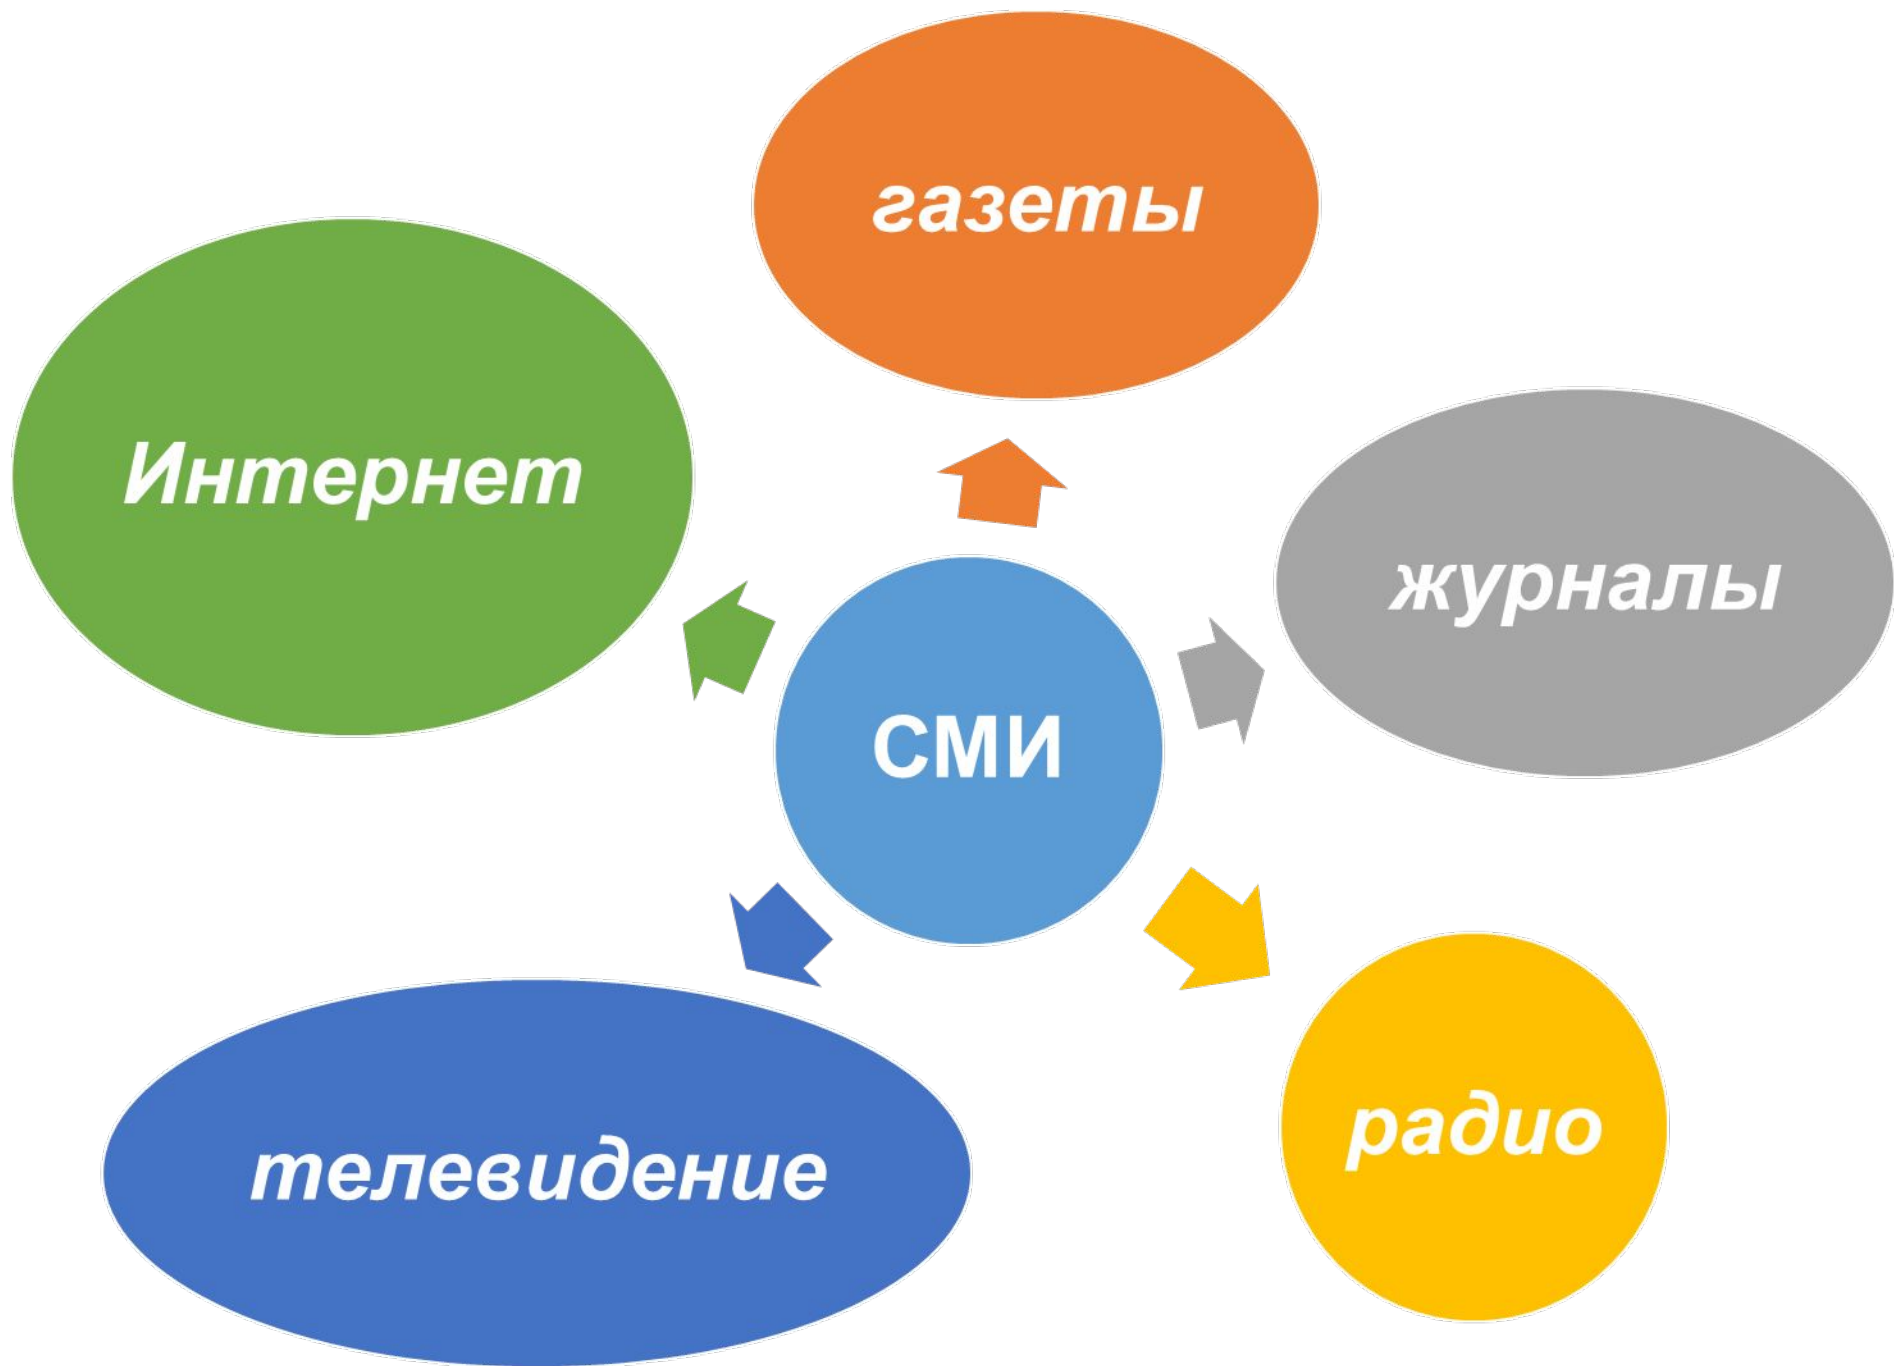 газеты
Интернет
журналы
СМИ
радио
телевидение